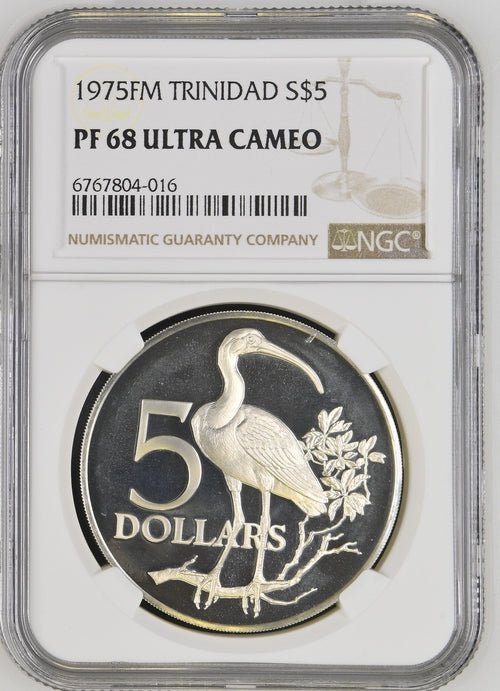 1975FM TRINIDAD S$5
PF 68 ULTRA CAMEO
6767804-016
NUMISMATIC GUARANTY COMPANY
NGC®
5
DOLLARS